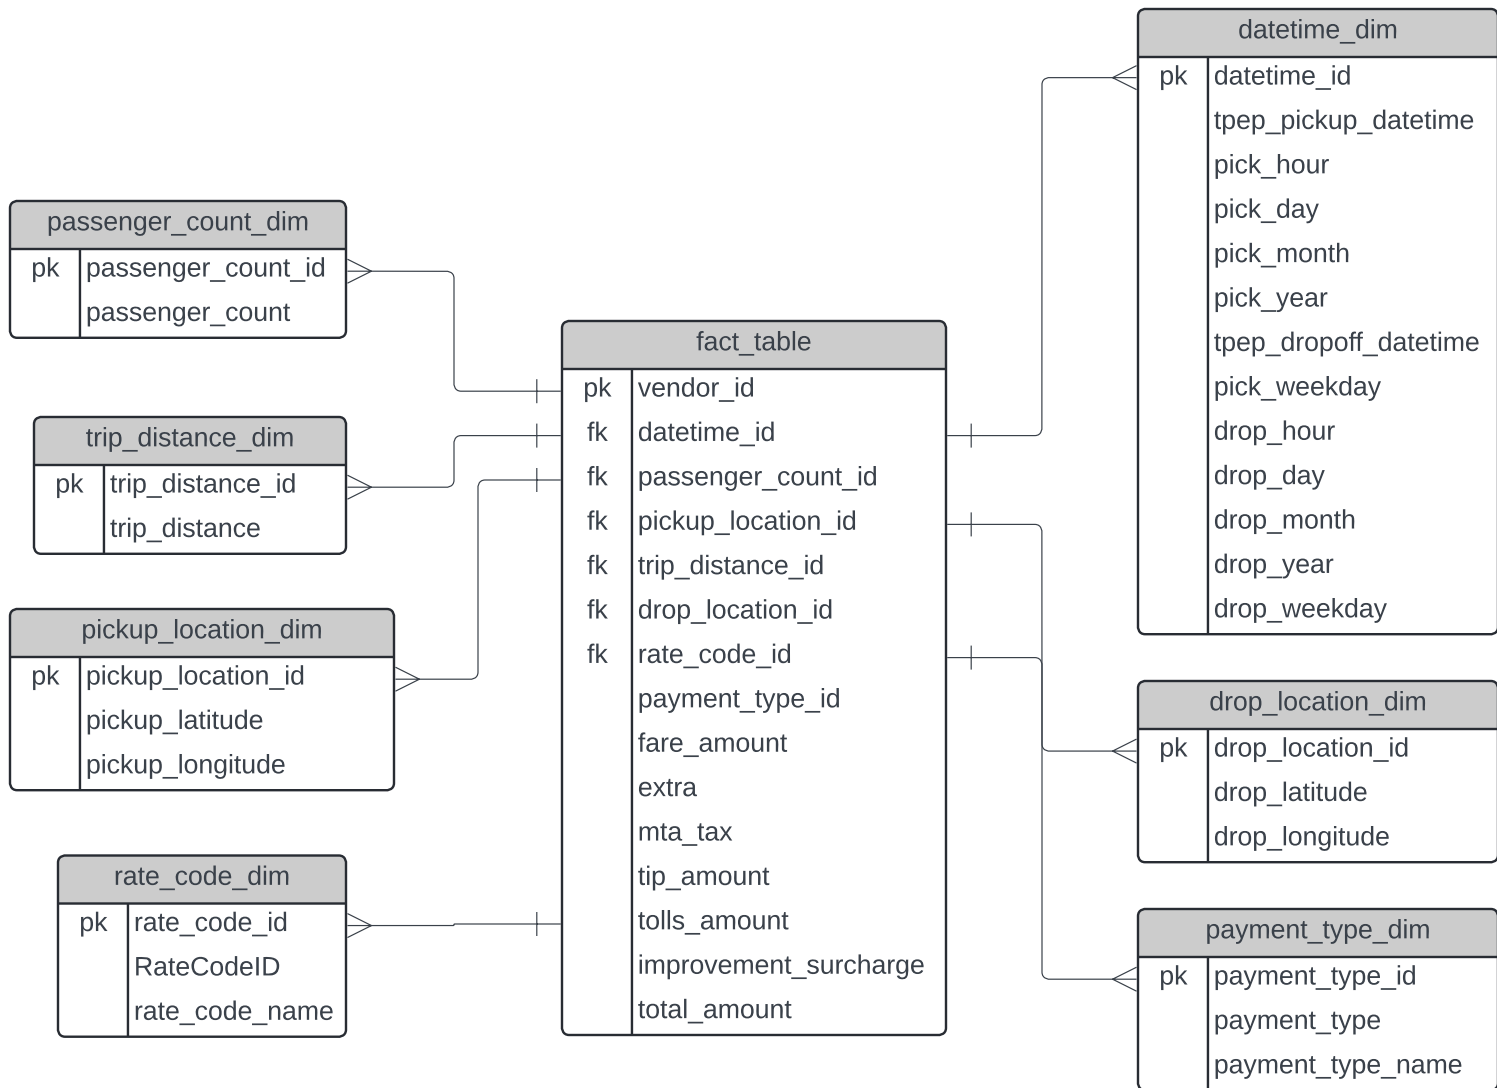 datetime_dim
pk datetime_id
tpep_pickup_datetime
pick_hour
pick_day
pick_month
pick_year
tpep_dropoff_datetime
pick_weekday
drop_hour
drop_day
drop_month
drop_year
drop_weekday
passenger_count_dim
pk passenger_count_id
passenger_count
trip_distance_dim
pk trip_distance_id
trip_distance
pickup_location_dim
pk pickup_location_id
pickup_latitude
pickup_longitude
rate_code_dim
pk rate_code_id
RateCodeID
rate_code_name
fact_table
pk vendor_id
fk datetime_id
fk passenger_count_id
fk pickup_location_id
fk trip_distance_id
fk drop_location_id
fk rate_code_id
payment_type_id
fare_amount
extra
mta_tax
tip_amount
tolls_amount
improvement_surcharge
total_amount
drop_location_dim
pk drop_location_id
drop_latitude
drop_longitude
payment_type_dim
pk payment_type_id
payment_type
payment_type_name